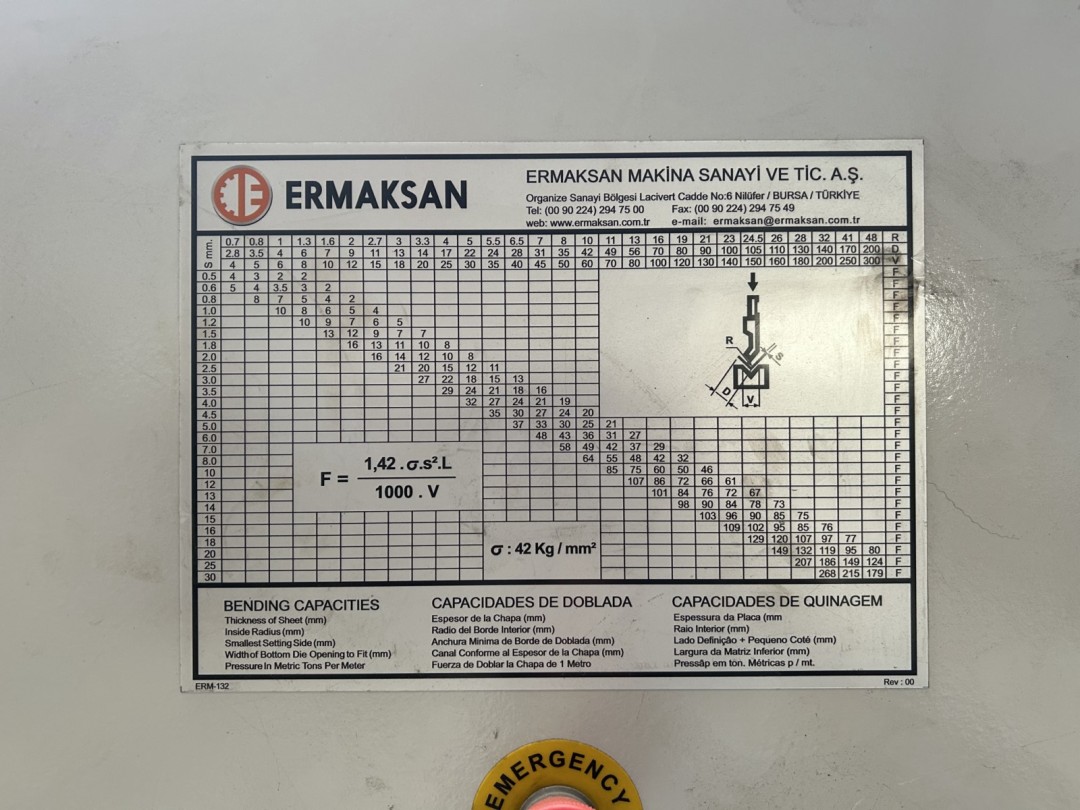 ERMAKSAN
ERMAKSAN MAKİNA SANAYİ VE TİC. A.Ş.
Organize Sanayi Bölgesi Lacivert Cadde No:6 Nilüfer / BURSA / TÜRKİYE
Tel: (00 90 224) 294 75 00 Fax: (00 90 224) 294 75 49
web: www.ermaksan.com.tr e-mail: ermaksan@ermaksan.com.tr
S mm.
0.7 0.8 1 1.3 1.6 2 2.7 3 3.3 4 5 5.5 6.5 7 8 10 11 13 16 19 21 23 24.5 26 28 32 41 48 R
2.8 3.5 4 6 7 9 11 13 14 17 22 24 28 31 35 42 49 56 70 80 90 100 105 110 130 140 170 200 D
4 5 6 8 10 12 15 18 20 25 30 35 40 45 50 60 70 80 100 120 130 140 150 160 180 200 250 300 V
0.5 4 3 2 2 F
0.6 5 4 3.5 3 2 F
0.8 8 7 5 4 2 F
1.0 10 8 6 5 4 F
1.2 10 9 7 6 5 F
1.5 13 12 9 7 7 F
1.8 16 13 11 10 8 F
2.0 16 14 12 10 8 F
2.5 21 20 15 12 11 F
3.0 27 22 18 15 13 F
3.5 29 24 21 18 16 F
4.0 32 27 24 21 19 F
4.5 35 30 27 24 20 F
5.0 37 33 30 25 21 F
6.0 48 43 36 31 27 F
7.0 58 49 42 37 29 F
8.0 64 55 48 42 32 F
10 85 75 60 50 46 F
12 107 86 72 66 61 F
13 101 84 76 72 67 F
14 98 90 84 78 73 F
15 103 96 90 85 75 F
16 109 102 95 85 76 F
18 129 120 107 97 77 F
20 149 132 119 95 80 F
25 207 186 149 124 F
30 268 215 179 F
R S
D V
F = 1,42 . σ.s².L
1000 . V
σ : 42 Kg / mm²
BENDING CAPACITIES
Thickness of Sheet (mm)
Inside Radius (mm)
Smallest Setting Side (mm)
Width of Bottom Die Opening to Fit (mm)
Pressure In Metric Tons Per Meter
CAPACIDADES DE DOBLADA
Espesor de la Chapa (mm)
Radio del Borde Interior (mm)
Anchura Minima de Borde de Doblada (mm)
Canal Conforme al Espesor de la Chapa (mm)
Fuerza de Doblar la Chapa de 1 Metro
CAPACIDADES DE QUINAGEM
Espessura da Placa (mm
Raio Interior (mm)
Lado Definição + Pequeno Coté (mm)
Largura da Matriz Inferior (mm)
Pressâp em ton. Métricas p / mt.
ERM-132
Rev : 00
EMERGENCY